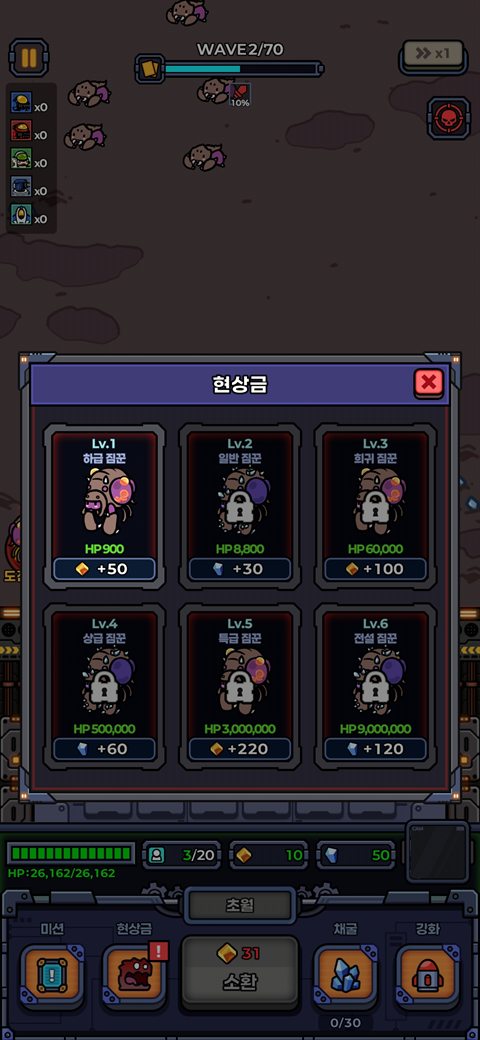 WAVE2/70
x1
10%
x0
x0
x0
x0
x0
현상금
Lv.1
하급 짐꾼
HP900
+50
Lv.2
일반 짐꾼
HP8,800
+30
Lv.3
희귀 짐꾼
HP60,000
+100
Lv.4
상급 짐꾼
HP500,000
+60
Lv.5
특급 짐꾼
HP3,000,000
+220
Lv.6
전설 짐꾼
HP9,000,000
+120
3/20
10
50
HP:26,162/26,162
초월
미션
현상금
31
소환
채굴
강화
0/30